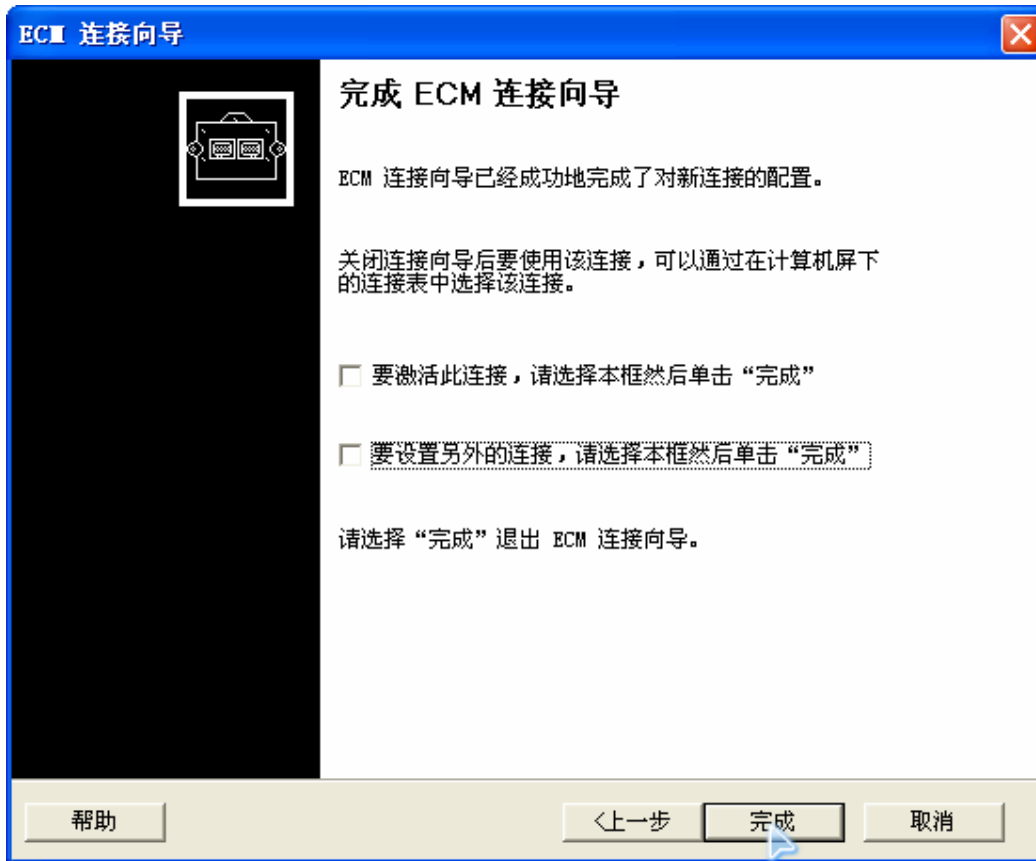 ECM 连接向导
完成 ECM 连接向导
ECM 连接向导已经成功地完成了对新连接的配置。
关闭连接向导后要使用该连接，可以通过在计算机屏下
的连接表中选择该连接。
要激活此连接，请选择本框然后单击“完成”
要设置另外的连接，请选择本框然后单击“完成”
请选择“完成”退出 ECM 连接向导。
帮助
<上一步
完成
取消